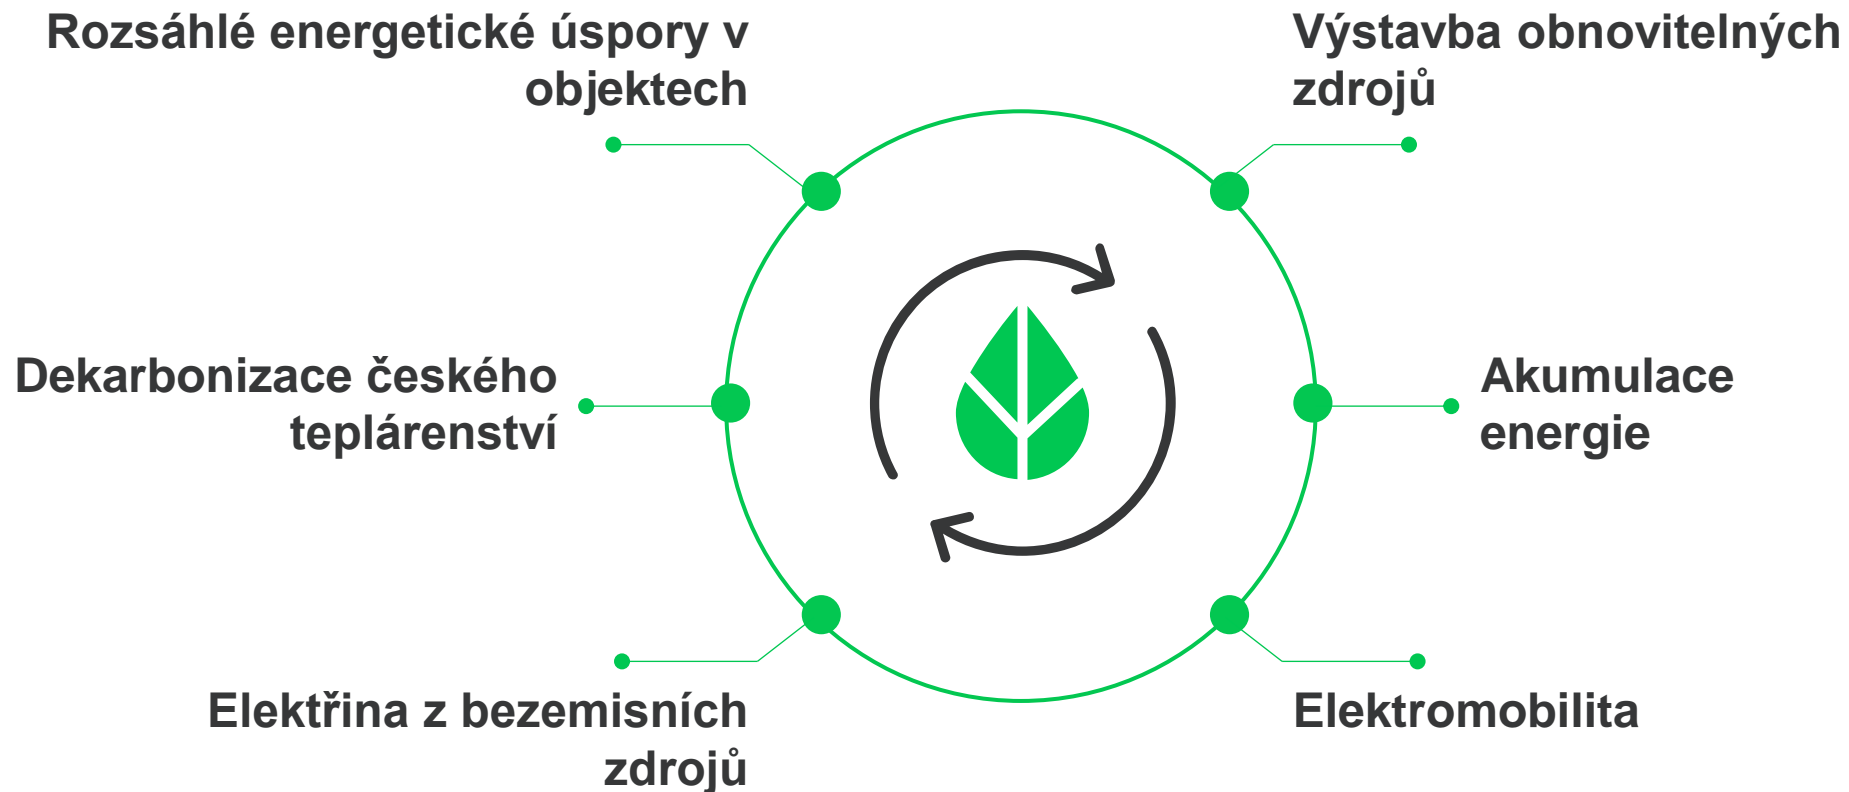 Rozsáhlé energetické úspory v
objektech
Výstavba obnovitelných
zdrojů
Dekarbonizace českého
teplárenství
Akumulace
energie
Elektřina z bezemisních
zdrojů
Elektromobilita